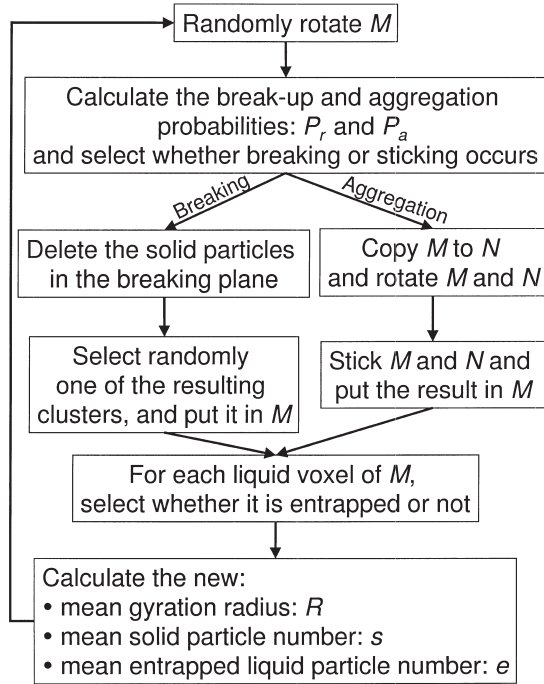 Randomly rotate M
Calculate the break-up and aggregation
probabilities: Pr and Pa
and select whether breaking or sticking occurs
Breaking
Aggregation
Delete the solid particles
in the breaking plane
Copy M to N
and rotate M and N
Select randomly
one of the resulting
clusters, and put it in M
Stick M and N and
put the result in M
For each liquid voxel of M,
select whether it is entrapped or not
Calculate the new:
• mean gyration radius: R
• mean solid particle number: s
• mean entrapped liquid particle number: e